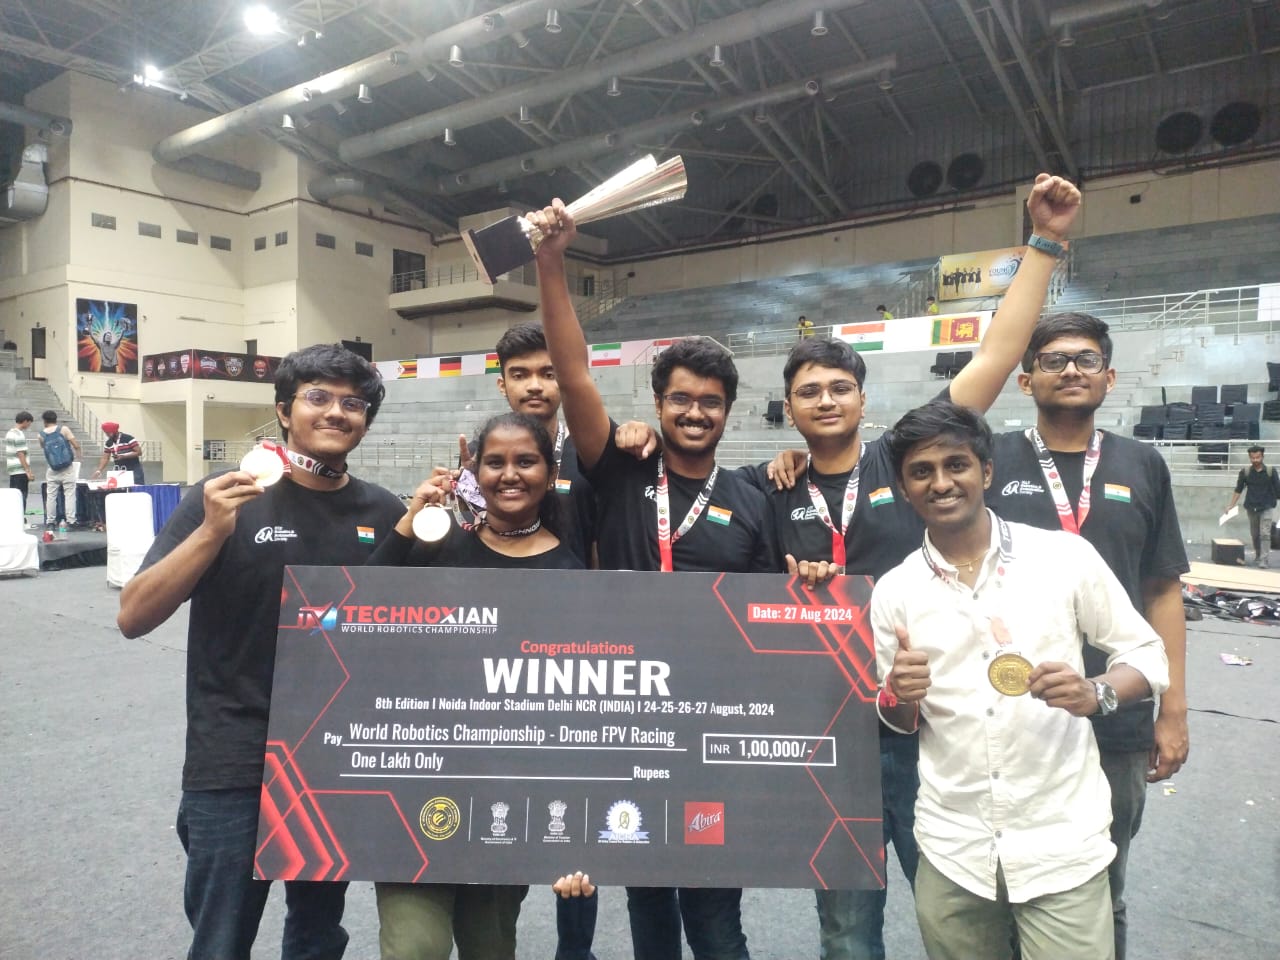 TECHNOXIAN
WORLD ROBOTICS CHAMPIONSHIP
Date: 27 Aug 2024
Congratulations
WINNER
8th Edition I Noida Indoor Stadium Delhi NCR (INDIA) I 24-25-26-27 August, 2024
Pay World Robotics Championship - Drone FPV Racing
INR 1,00,000/-
One Lakh Only
Rupees
Abira
TECHNOXIAN
YOUNG